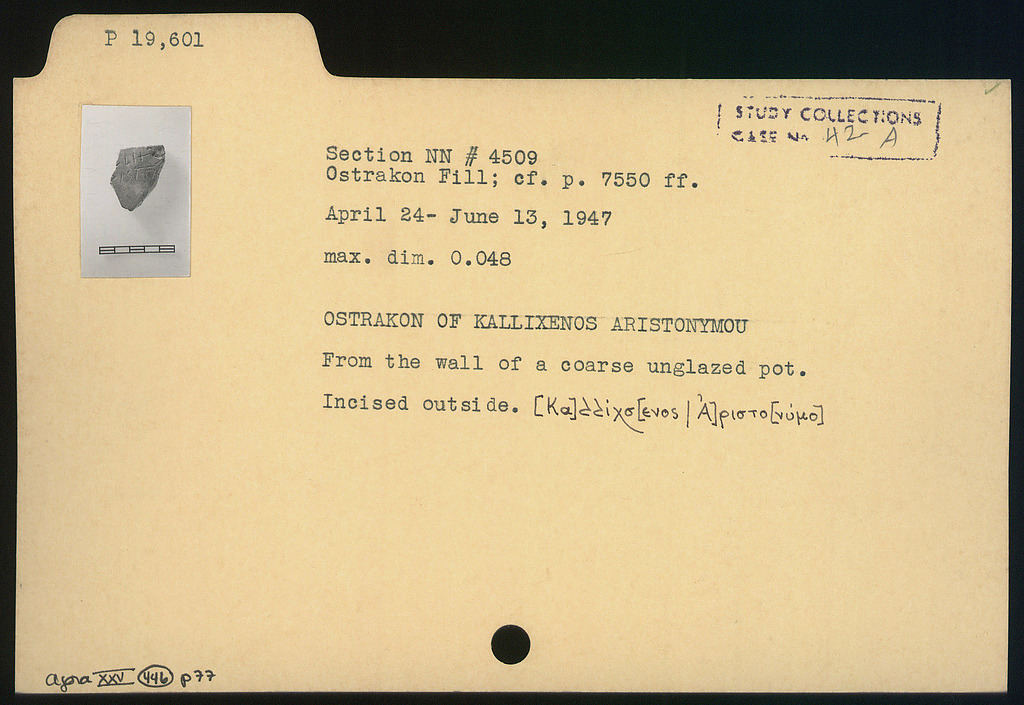 P 19,601
STUDY COLLECTIONS
CASE No 42 A
Section NN # 4509
Ostrakon Fill; cf. p. 7550 ff.
April 24- June 13, 1947
max. dim. 0.048
OSTRAKON OF KALLIXENOS ARISTONYMOU
From the wall of a coarse unglazed pot.
Incised outside. [Κα]λλίχσ[ενος | Ἀ]ριστο[νύμο]
Agora XXV 446 p77